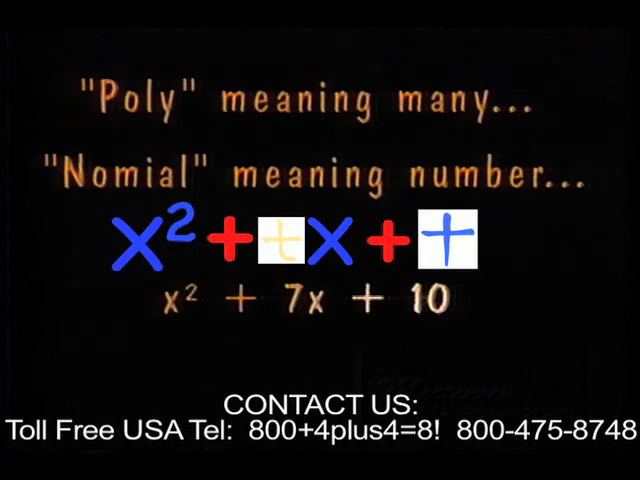 "Poly" meaning many...
"Nomial" meaning number...
x² + tx + t
x² + 7x + 10
CONTACT US:
Toll Free USA Tel: 800+4plus4=8! 800-475-8748